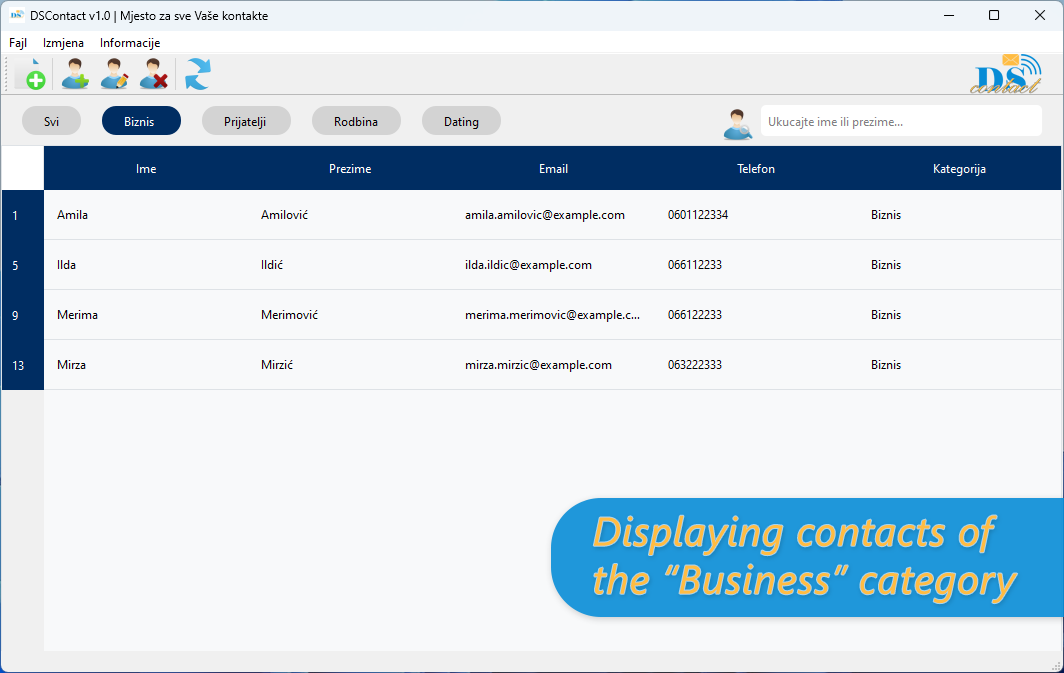 DSContact v1.0 | Mjesto za sve Vaše kontakte
Fajl Izmjena Informacije
DS
contact
Svi Biznis Prijatelji Rodbina Dating Ukucajte ime ili prezime...
Ime Prezime Email Telefon Kategorija
1 Amila Amilović amila.amilovic@example.com 0601122334 Biznis
5 Ilda Ildić ilda.ildic@example.com 066112233 Biznis
9 Merima Merimović merima.merimovic@example.c... 066122233 Biznis
13 Mirza Mirzić mirza.mirzic@example.com 063222333 Biznis
Displaying contacts of
the “Business” category